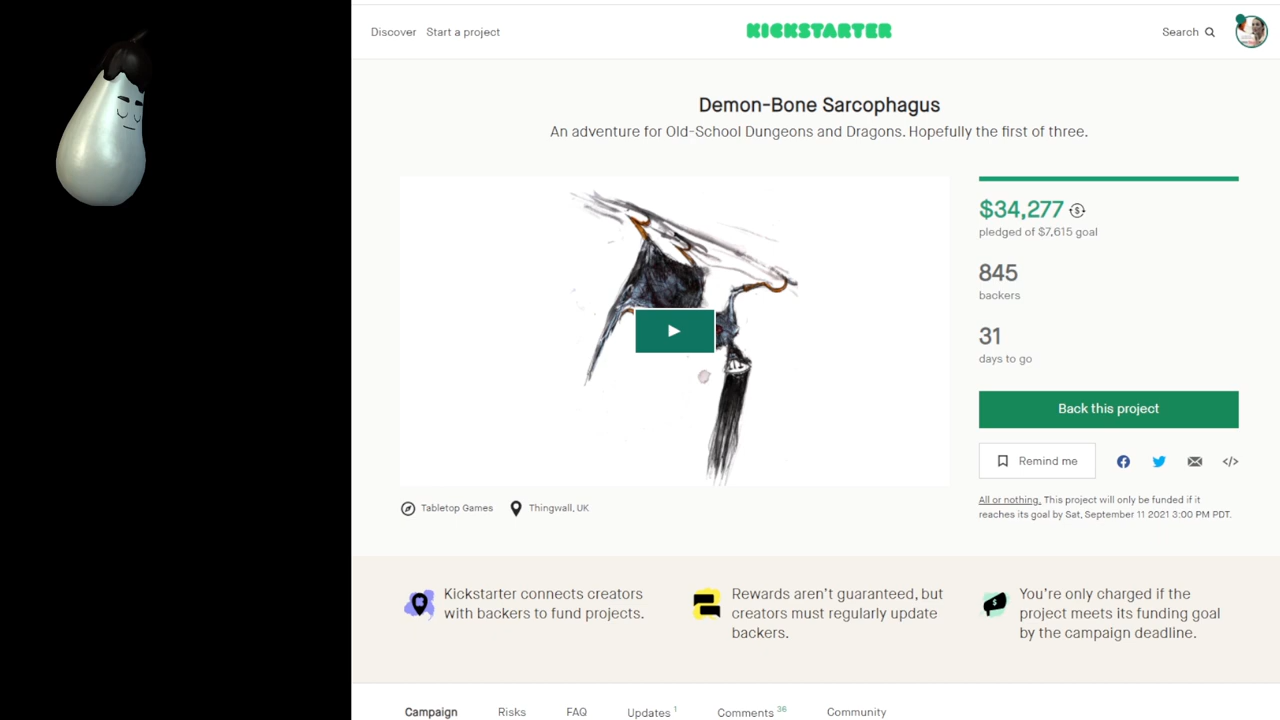 Discover Start a project
KICKSTARTER
Search
Demon-Bone Sarcophagus
An adventure for Old-School Dungeons and Dragons. Hopefully the first of three.
$34,277
pledged of $7,615 goal
845
backers
31
days to go
Back this project
Remind me
Tabletop Games Thingwall, UK
All or nothing. This project will only be funded if it
reaches its goal by Sat, September 11 2021 3:00 PM PDT.
Kickstarter connects creators
with backers to fund projects.
Rewards aren't guaranteed, but
creators must regularly update
backers.
You're only charged if the
project meets its funding goal
by the campaign deadline.
Campaign Risks FAQ Updates 1 Comments 36 Community